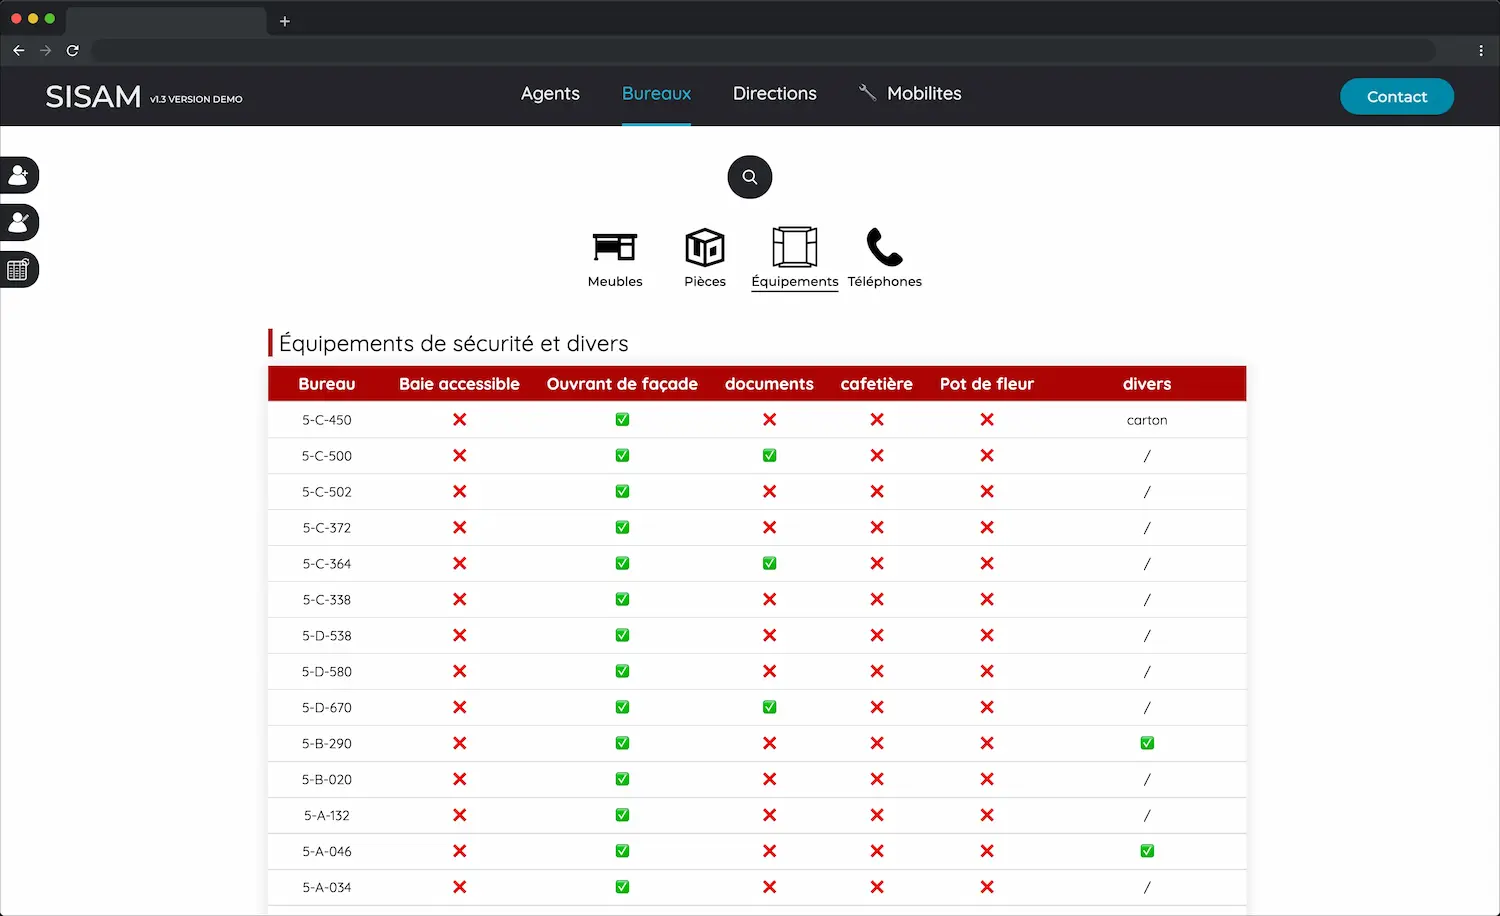 SISAM v1.3 VERSION DEMO
Agents Bureaux Directions Mobilites Contact
Meubles Pièces Équipements Téléphones
Équipements de sécurité et divers
Bureau Baie accessible Ouvrant de façade documents cafetière Pot de fleur divers
5-C-450 ❌ ✅ ❌ ❌ ❌ carton
5-C-500 ❌ ✅ ✅ ❌ ❌ /
5-C-502 ❌ ✅ ❌ ❌ ❌ /
5-C-372 ❌ ✅ ❌ ❌ ❌ /
5-C-364 ❌ ✅ ✅ ❌ ❌ /
5-C-338 ❌ ✅ ❌ ❌ ❌ /
5-D-538 ❌ ✅ ❌ ❌ ❌ /
5-D-580 ❌ ✅ ❌ ❌ ❌ /
5-D-670 ❌ ✅ ✅ ❌ ❌ /
5-B-290 ❌ ✅ ❌ ❌ ❌ ✅
5-B-020 ❌ ✅ ❌ ❌ ❌ /
5-A-132 ❌ ✅ ❌ ❌ ❌ /
5-A-046 ❌ ✅ ❌ ❌ ❌ ✅
5-A-034 ❌ ✅ ❌ ❌ ❌ /